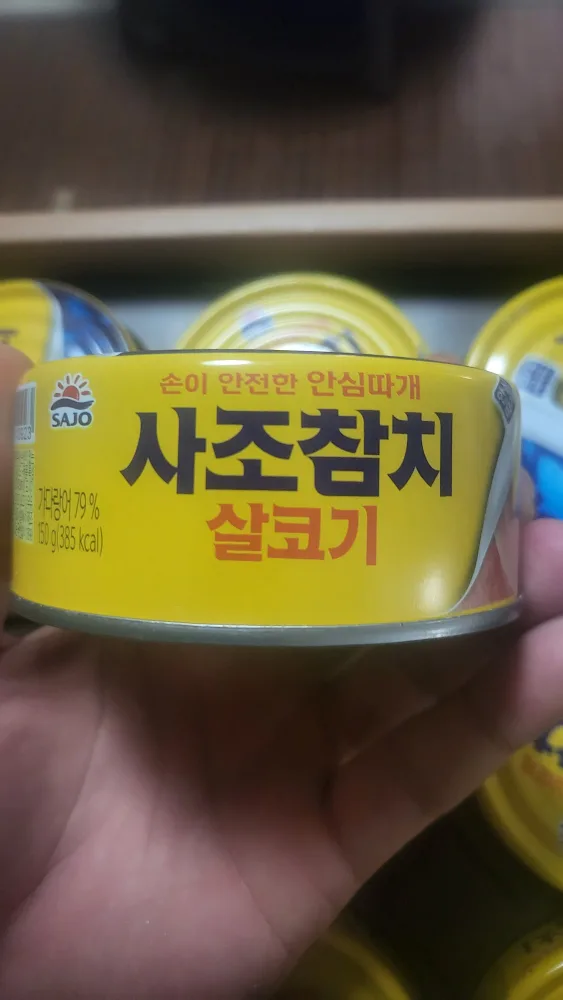 손이 안전한 안심따개
SAJO
사조참치
살코기
가다랑어 79 %
150 g(385 kcal)